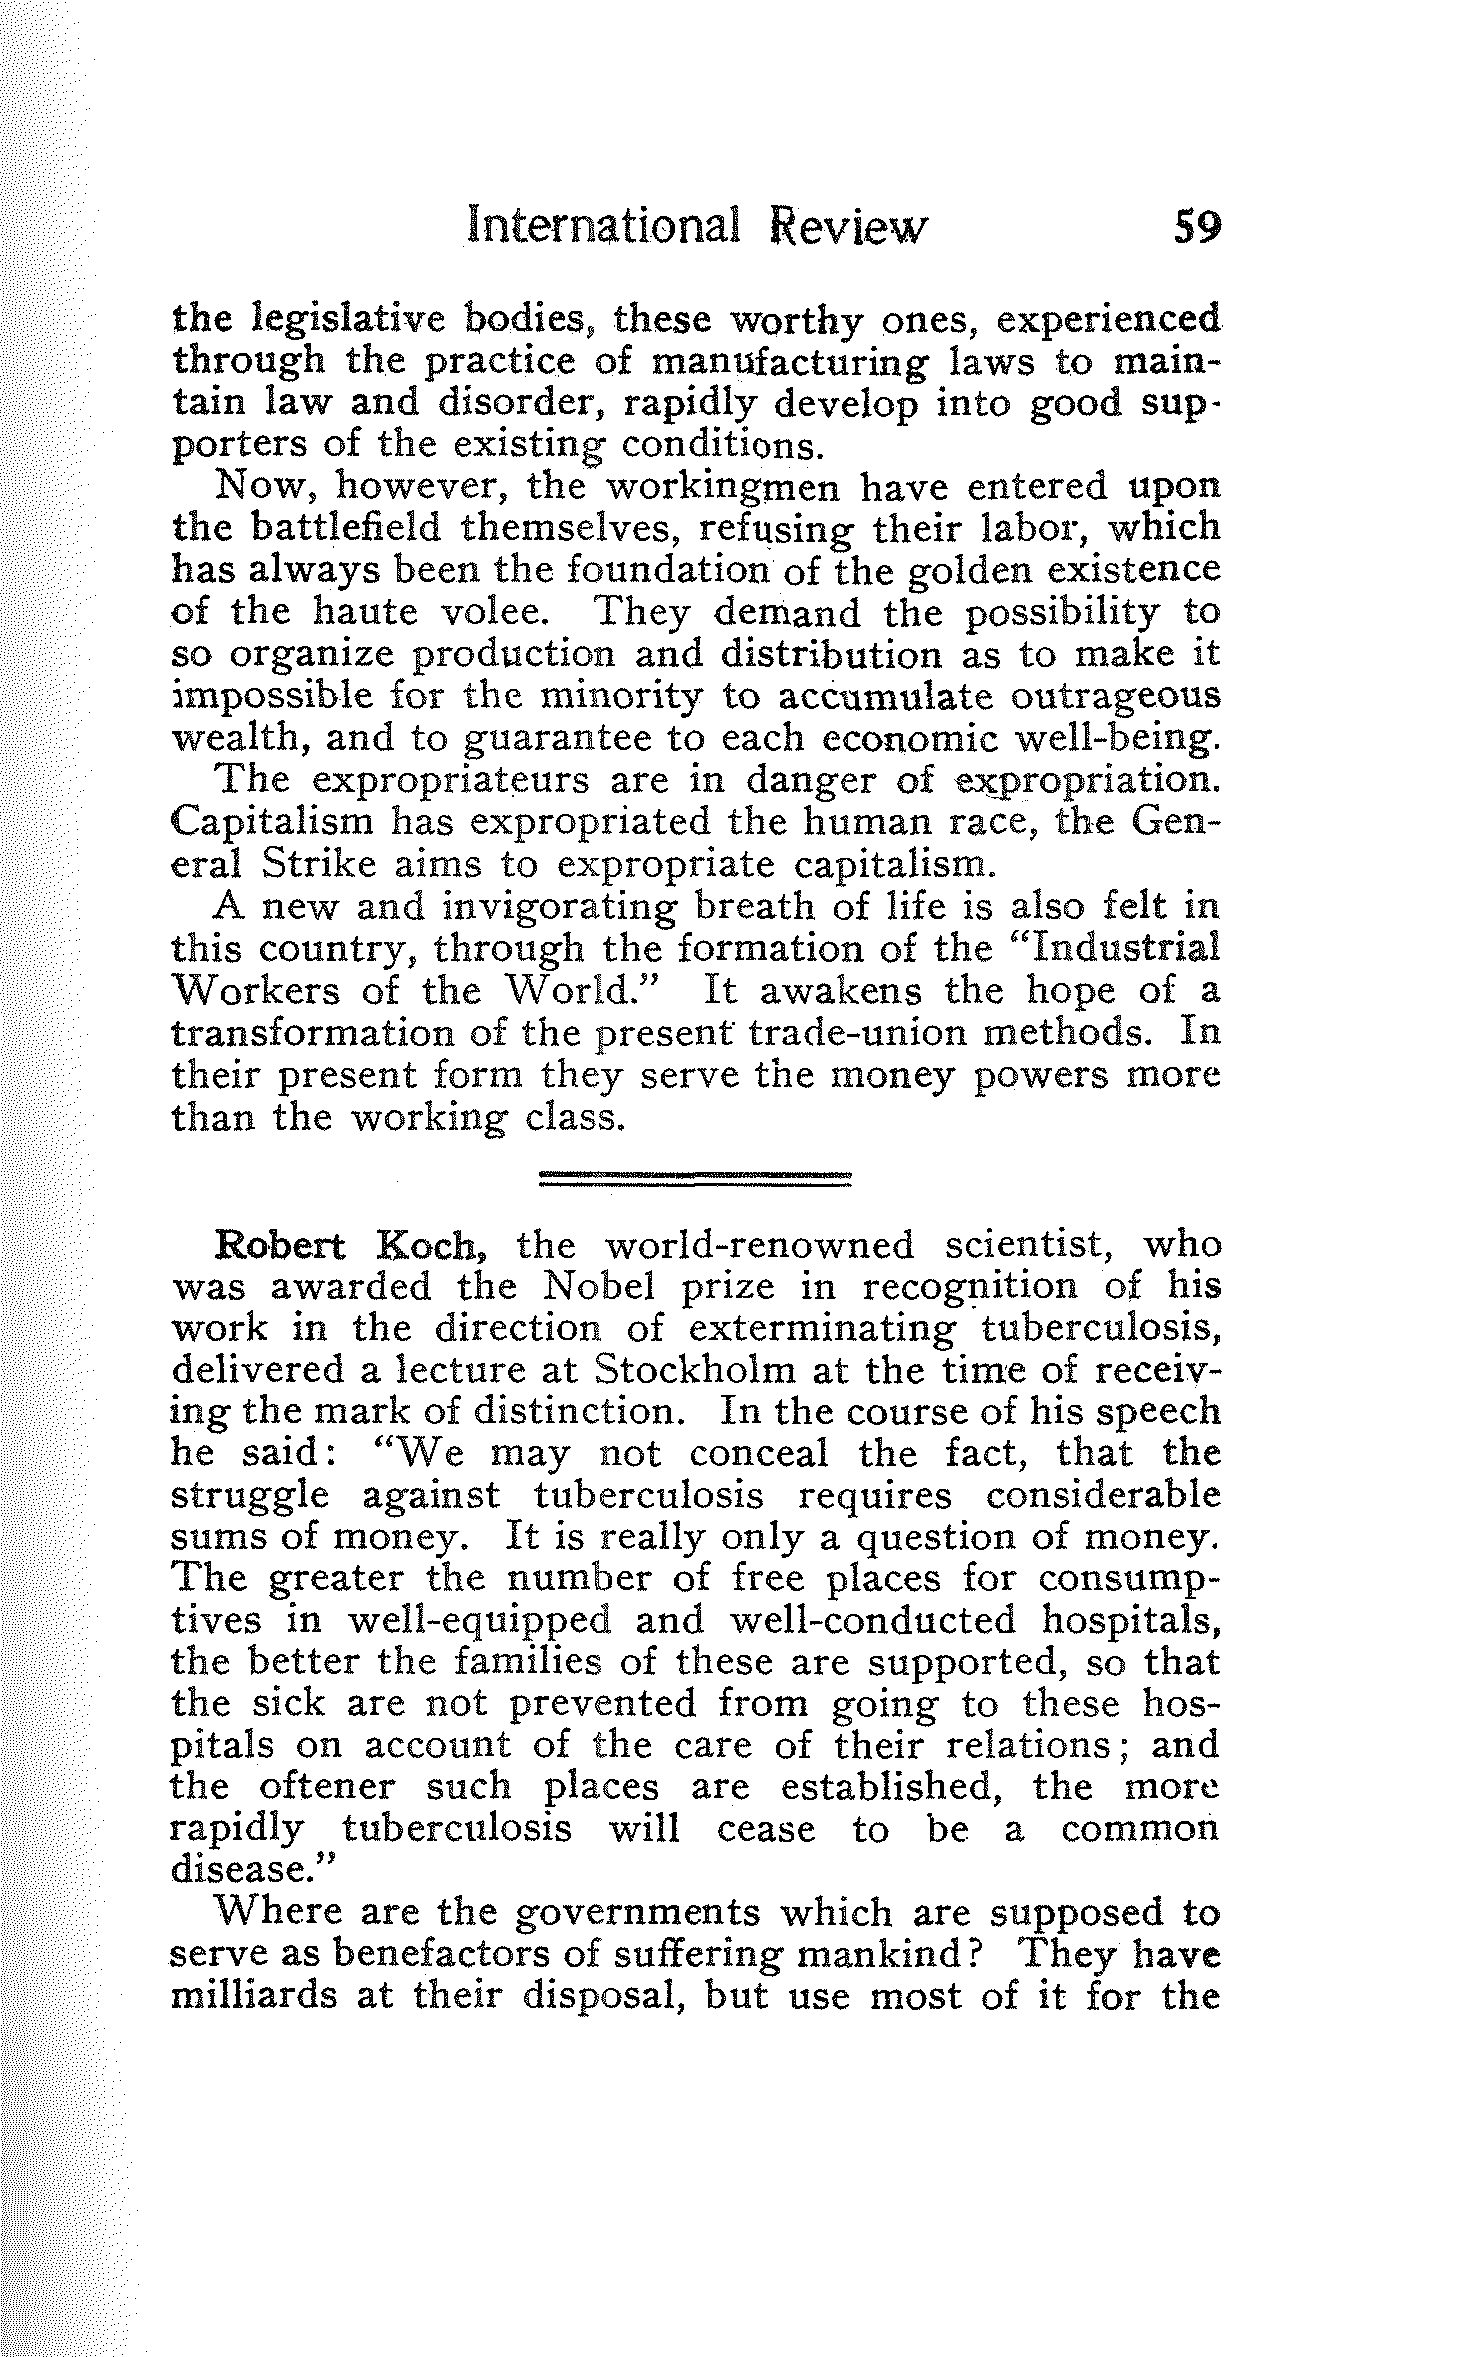 International Review 59
the legislative bodies, these worthy ones, experienced
through the practice of manufacturing laws to main-
tain law and disorder, rapidly develop into good sup-
porters of the existing conditions.
Now, however, the workingmen have entered upon
the battlefield themselves, refusing their labor, which
has always been the foundation of the golden existence
of the haute volee. They demand the possibility to
so organize production and distribution as to make it
impossible for the minority to accumulate outrageous
wealth, and to guarantee to each economic well-being.
The expropriateurs are in danger of expropriation.
Capitalism has expropriated the human race, the Gen-
eral Strike aims to expropriate capitalism.
A new and invigorating breath of life is also felt in
this country, through the formation of the “Industrial
Workers of the World.” It awakens the hope of a
transformation of the present trade-union methods. In
their present form they serve the money powers more
than the working class.
Robert Koch, the world-renowned scientist, who
was awarded the Nobel prize in recognition of his
work in the direction of exterminating tuberculosis,
delivered a lecture at Stockholm at the time of receiv-
ing the mark of distinction. In the course of his speech
he said: “We may not conceal the fact, that the
struggle against tuberculosis requires considerable
sums of money. It is really only a question of money.
The greater the number of free places for consump-
tives in well-equipped and well-conducted hospitals,
the better the families of these are supported, so that
the sick are not prevented from going to these hos-
pitals on account of the care of their relations; and
the oftener such places are established, the more
rapidly tuberculosis will cease to be a common
disease.”
Where are the governments which are supposed to
serve as benefactors of suffering mankind? They have
milliards at their disposal, but use most of it for the